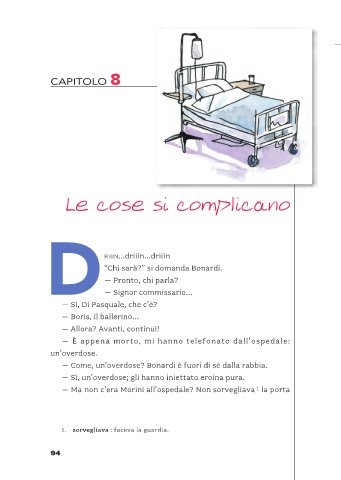 CAPITOLO 8
Le cose si complicano
DRIIIN...driiin...driiin
“Chi sarà?” si domanda Bonardi.
— Pronto, chi parla?
— Signor commissario...
— Sì, Di Pasquale, che c’è?
— Boris, il ballerino...
— Allora? Avanti, continui!
— È appena morto, mi hanno telefonato dall’ospedale:
un’overdose.
— Come, un’overdose? Bonardi è fuori di sé dalla rabbia.
— Sì, un’overdose; gli hanno iniettato eroina pura.
— Ma non c’era Morini all’ospedale? Non sorvegliava 1 la porta
1. sorvegliava : faceva la guardia.
94